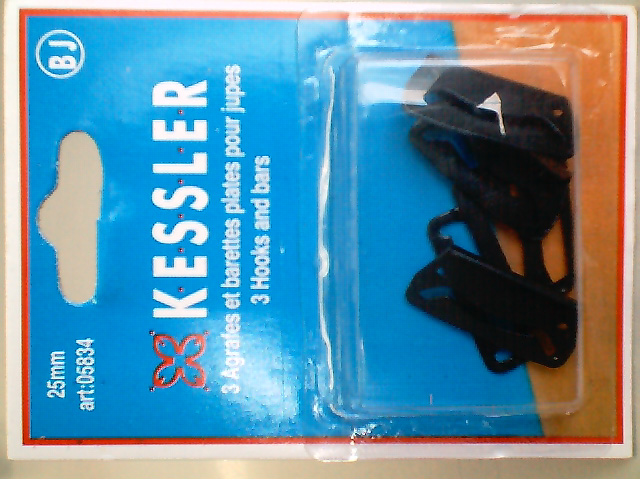 BJ
25mm
art:05834
KESSLER
3 Agrafes et barettes plates pour jupes
3 Hooks and bars